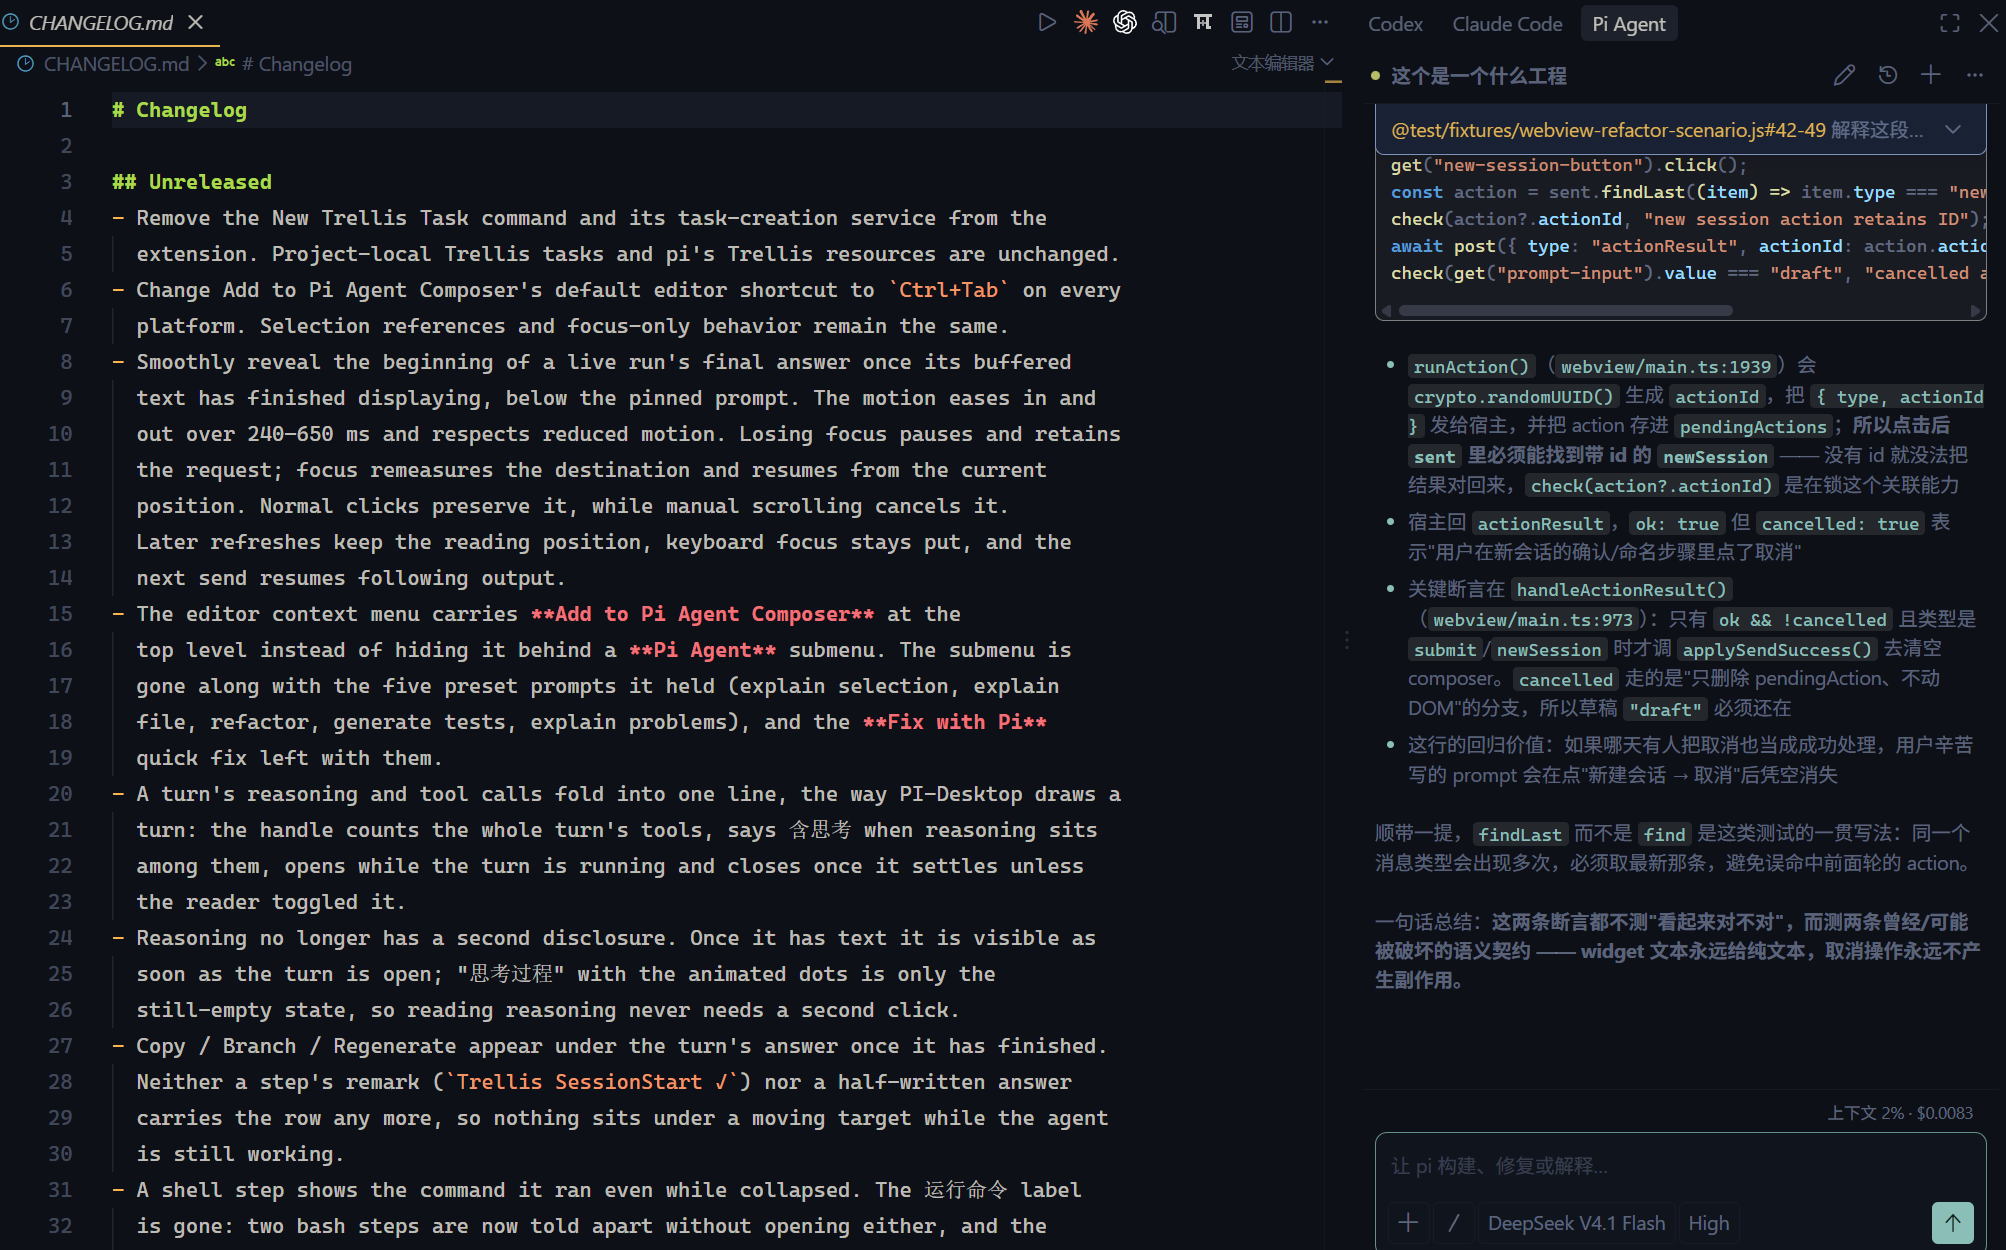 CHANGELOG.md
CHANGELOG.md > abc # Changelog
文本编辑器
1 # Changelog
2
3 ## Unreleased
4 - Remove the New Trellis Task command and its task-creation service from the
5 extension. Project-local Trellis tasks and pi's Trellis resources are unchanged.
6 - Change Add to Pi Agent Composer's default editor shortcut to `Ctrl+Tab` on every
7 platform. Selection references and focus-only behavior remain the same.
8 - Smoothly reveal the beginning of a live run's final answer once its buffered
9 text has finished displaying, below the pinned prompt. The motion eases in and
10 out over 240-650 ms and respects reduced motion. Losing focus pauses and retains
11 the request; focus remeasures the destination and resumes from the current
12 position. Normal clicks preserve it, while manual scrolling cancels it.
13 Later refreshes keep the reading position, keyboard focus stays put, and the
14 next send resumes following output.
15 - The editor context menu carries **Add to Pi Agent Composer** at the
16 top level instead of hiding it behind a **Pi Agent** submenu. The submenu is
17 gone along with the five preset prompts it held (explain selection, explain
18 file, refactor, generate tests, explain problems), and the **Fix with Pi**
19 quick fix left with them.
20 - A turn's reasoning and tool calls fold into one line, the way PI-Desktop draws a
21 turn: the handle counts the whole turn's tools, says 含思考 when reasoning sits
22 among them, opens while the turn is running and closes once it settles unless
23 the reader toggled it.
24 - Reasoning no longer has a second disclosure. Once it has text it is visible as
25 soon as the turn is open; "思考过程" with the animated dots is only the
26 still-empty state, so reading reasoning never needs a second click.
27 - Copy / Branch / Regenerate appear under the turn's answer once it has finished.
28 Neither a step's remark (`Trellis SessionStart ✓`) nor a half-written answer
29 carries the row any more, so nothing sits under a moving target while the agent
30 is still working.
31 - A shell step shows the command it ran even while collapsed. The 运行命令 label
32 is gone: two bash steps are now told apart without opening either, and the
Codex Claude Code Pi Agent
这个是一个什么工程
@test/fixtures/webview-refactor-scenario.js#42-49 解释这段...
get("new-session-button").click();
const action = sent.findLast((item) => item.type === "new
check(action?.actionId, "new session action retains ID");
await post({ type: "actionResult", actionId: action.actio
check(get("prompt-input").value === "draft", "cancelled a
• runAction() （webview/main.ts:1939）会
crypto.randomUUID() 生成 actionId，把 { type, actionId
} 发给宿主，并把 action 存进 pendingActions；所以点击后
sent 里必须能找到带 id 的 newSession —— 没有 id 就没法把
结果对回来，check(action?.actionId) 是在锁这个关联能力
• 宿主回 actionResult，ok: true 但 cancelled: true 表
示"用户在新会话的确认/命名步骤里点了取消"
• 关键断言在 handleActionResult()
（webview/main.ts:973）：只有 ok && !cancelled 且类型是
submit/newSession 时才调 applySendSuccess() 去清空
composer。cancelled 走的是"只删除 pendingAction、不动
DOM"的分支，所以草稿 "draft" 必须还在
• 这行的回归价值：如果哪天有人把取消也当成成功处理，用户辛苦
写的 prompt 会在点"新建会话 → 取消"后凭空消失
顺带一提，findLast 而不是 find 是这类测试的一贯写法：同一个
消息类型会出现多次，必须取最新那条，避免误命中前面轮的 action。
一句话总结：这两条断言都不测"看起来对不对"，而测两条曾经/可能
被破坏的语义契约 —— widget 文本永远给纯文本，取消操作永远不产
生副作用。
上下文 2% · $0.0083
让 pi 构建、修复或解释...
+ / DeepSeek V4.1 Flash High